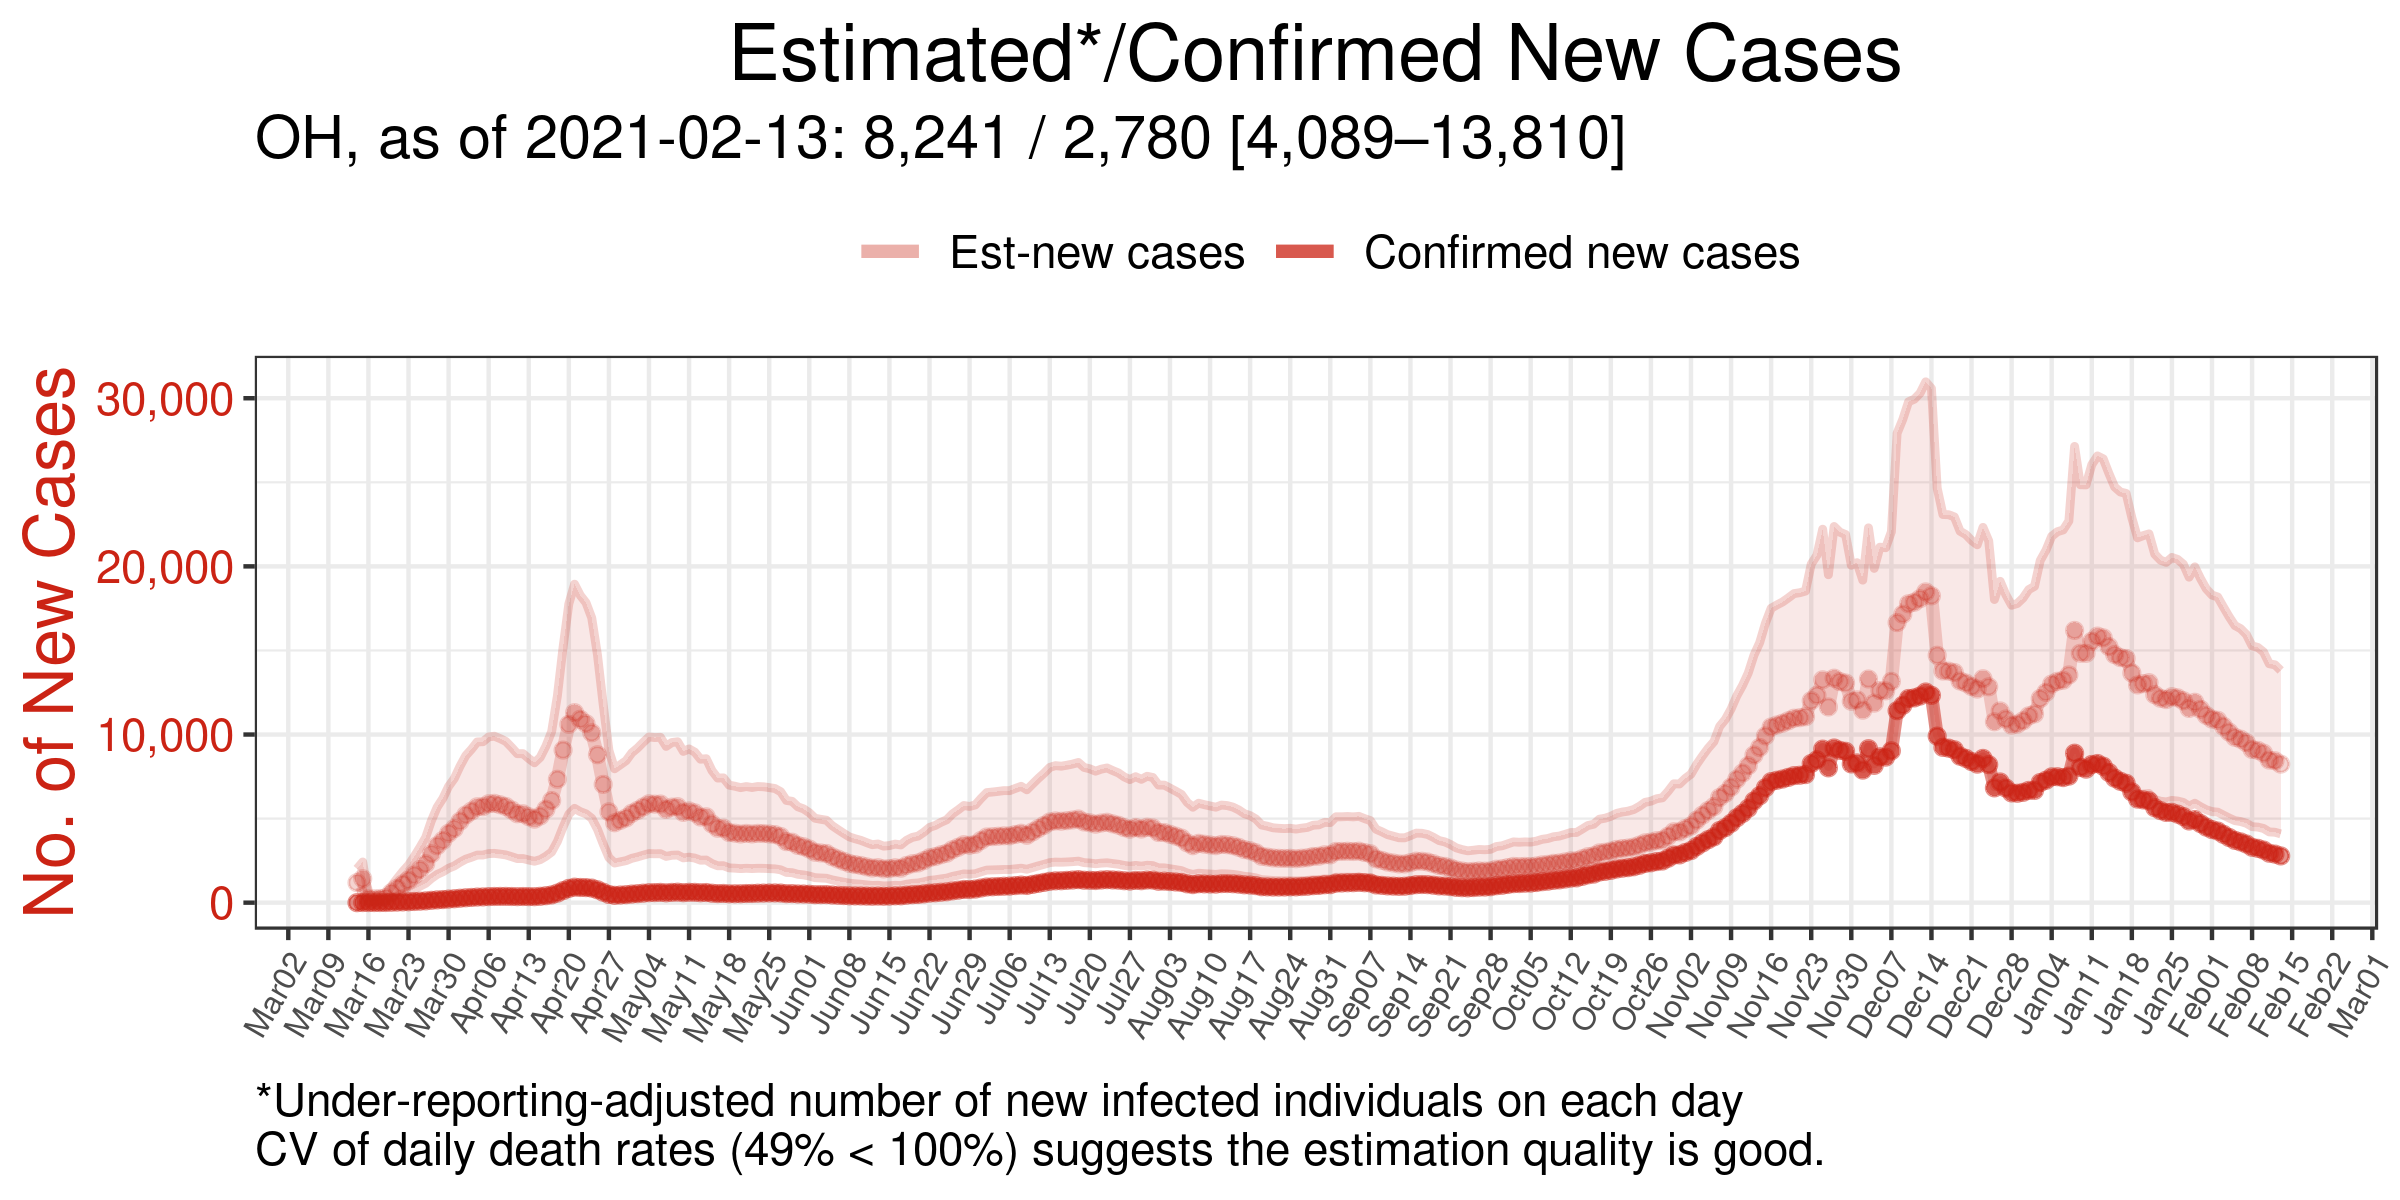 Estimated*/Confirmed New Cases
OH, as of 2021-02-13: 8,241 / 2,780 [4,089–13,810]
Est-new cases Confirmed new cases
No. of New Cases
30,000
20,000
10,000
0
Mar02 Mar09 Mar16 Mar23 Mar30 Apr06 Apr13 Apr20 Apr27 May04 May11 May18 May25 Jun01 Jun08 Jun15 Jun22 Jun29 Jul06 Jul13 Jul20 Jul27 Aug03 Aug10 Aug17 Aug24 Aug31 Sep07 Sep14 Sep21 Sep28 Oct05 Oct12 Oct19 Oct26 Nov02 Nov09 Nov16 Nov23 Nov30 Dec07 Dec14 Dec21 Dec28 Jan04 Jan11 Jan18 Jan25 Feb01 Feb08 Feb15 Feb22 Mar01
*Under-reporting-adjusted number of new infected individuals on each day
CV of daily death rates (49% < 100%) suggests the estimation quality is good.